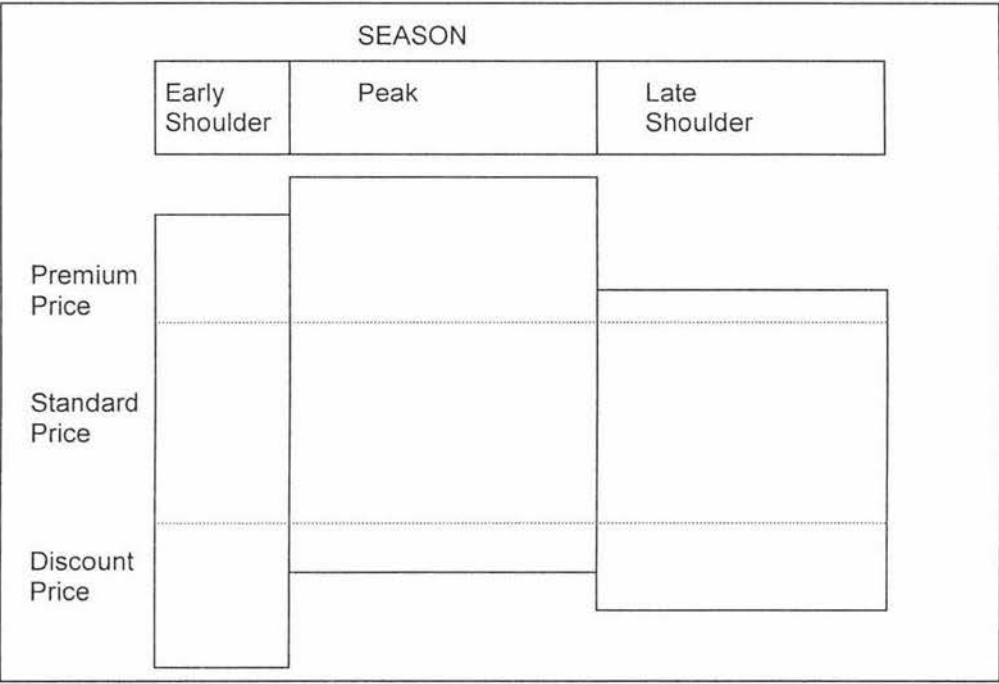 SEASON
Early
Shoulder
Peak
Late
Shoulder
Premium
Price
Standard
Price
Discount
Price